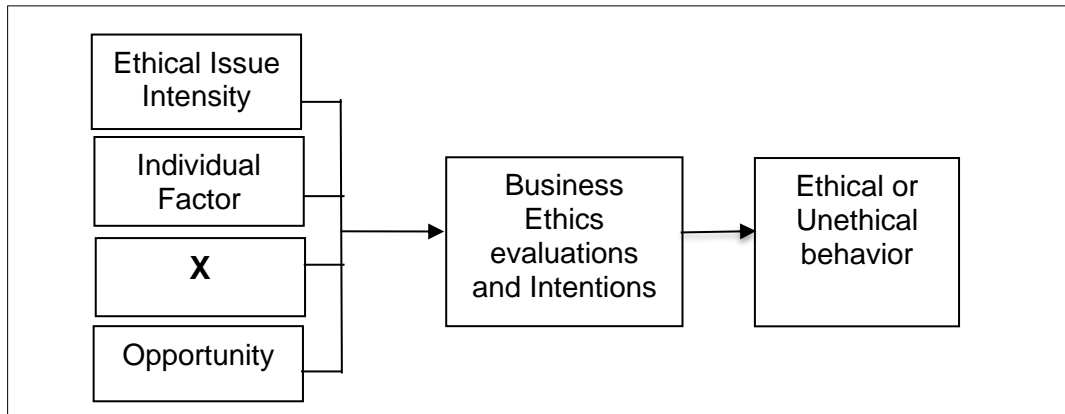 Ethical Issue
Intensity
Individual
Factor
X
Opportunity
Business
Ethics
evaluations
and Intentions
Ethical or
Unethical
behavior